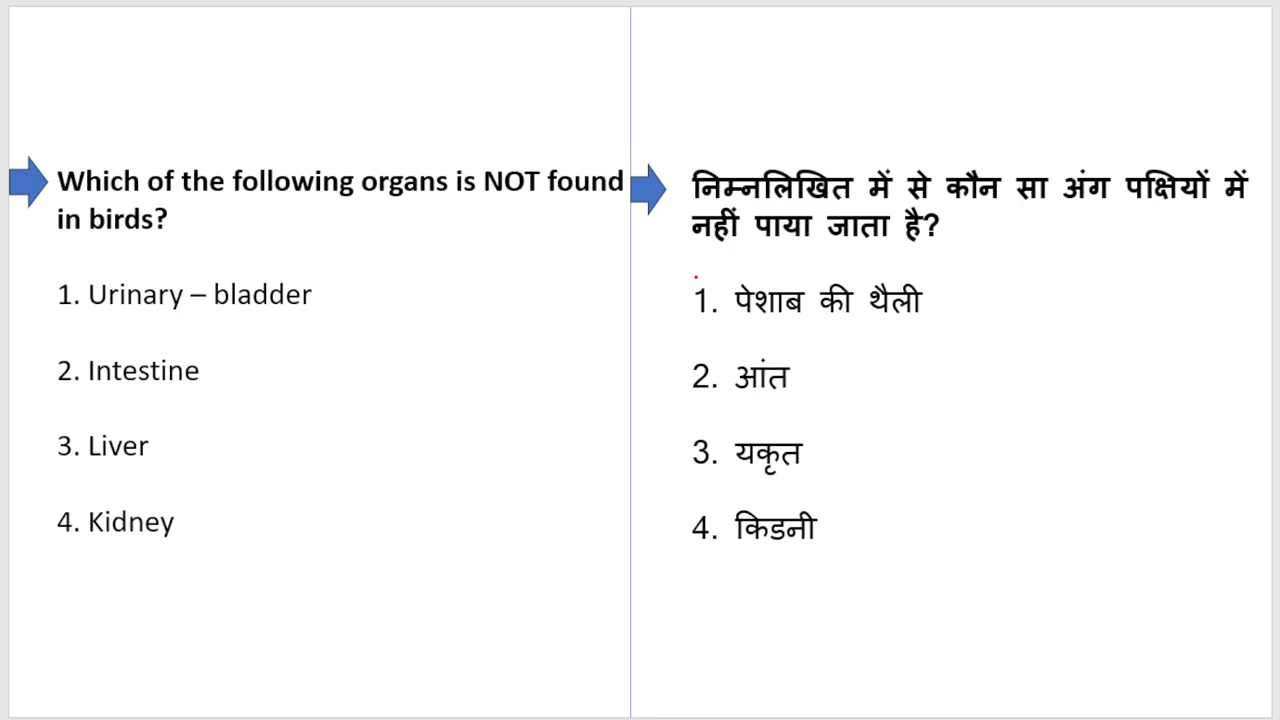 Which of the following organs is NOT found
in birds?
1. Urinary – bladder
2. Intestine
3. Liver
4. Kidney
निम्नलिखित में से कौन सा अंग पक्षियों में
नहीं पाया जाता है?
1. पेशाब की थैली
2. आंत
3. यकृत
4. किडनी